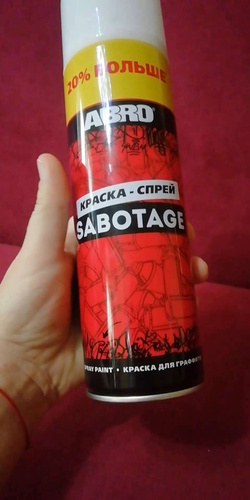 20% БОЛЬШЕ
ABRO
КРАСКА - СПРЕЙ
SABOTAGE
SPRAY PAINT • КРАСКА ДЛЯ ГРАФФИТИ